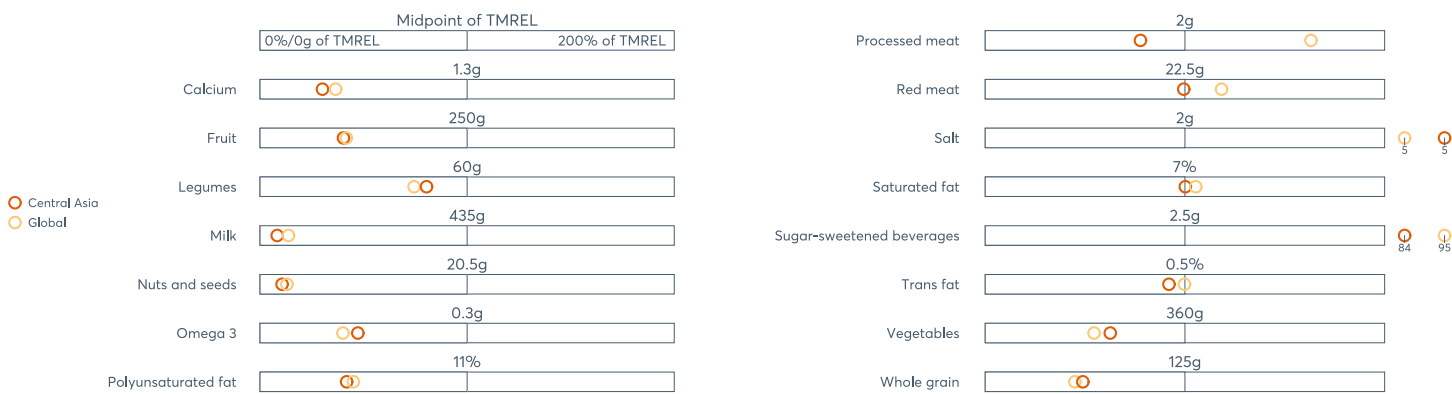 Midpoint of TMREL
0%/0g of TMREL 200% of TMREL
1.3g
Calcium
250g
Fruit
60g
Legumes
Central Asia
Global
435g
Milk
20.5g
Nuts and seeds
0.3g
Omega 3
11%
Polyunsaturated fat
2g
Processed meat
22.5g
Red meat
2g
Salt
5 5
7%
Saturated fat
2.5g
Sugar-sweetened beverages
84 95
0.5%
Trans fat
360g
Vegetables
125g
Whole grain